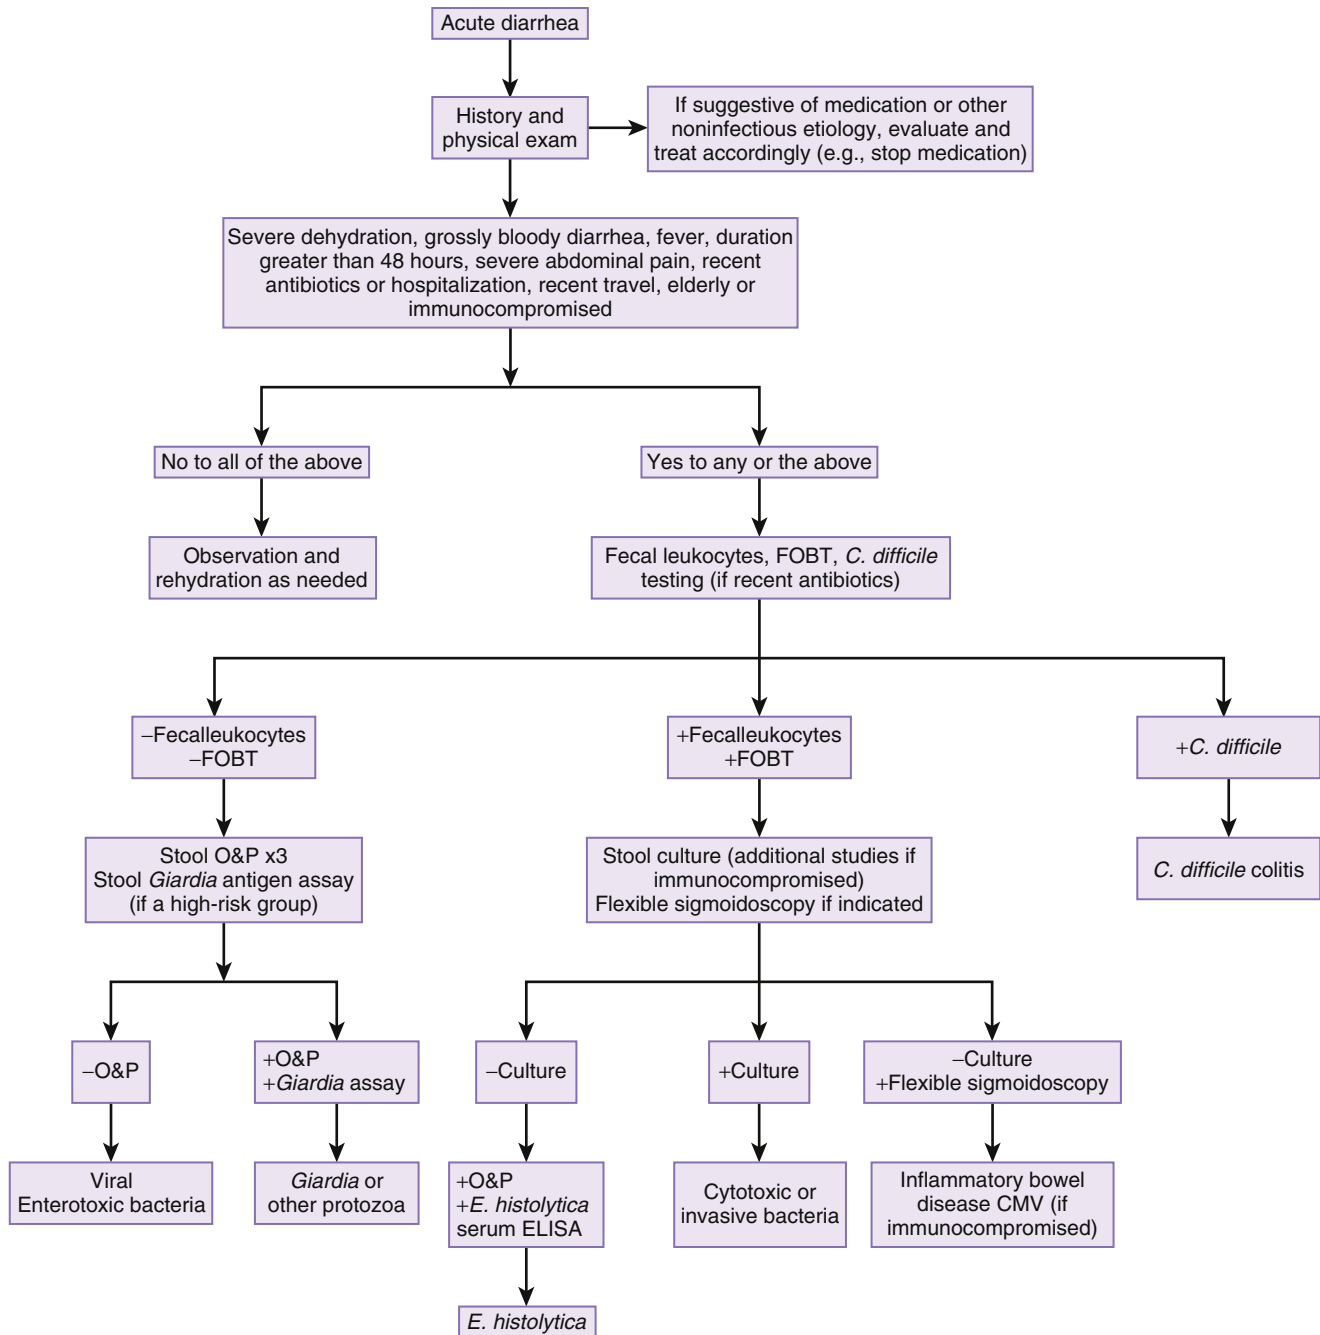 Acute diarrhea
History and
physical exam
If suggestive of medication or other
noninfectious etiology, evaluate and
treat accordingly (e.g., stop medication)
Severe dehydration, grossly bloody diarrhea, fever, duration
greater than 48 hours, severe abdominal pain, recent
antibiotics or hospitalization, recent travel, elderly or
immunocompromised
No to all of the above
Yes to any or the above
Observation and
rehydration as needed
Fecal leukocytes, FOBT, C. difficile
testing (if recent antibiotics)
–Fecalleukocytes
–FOBT
+Fecalleukocytes
+FOBT
+C. difficile
Stool O&P x3
Stool Giardia antigen assay
(if a high-risk group)
Stool culture (additional studies if
immunocompromised)
Flexible sigmoidoscopy if indicated
C. difficile colitis
–O&P
+O&P
+Giardia assay
–Culture
+Culture
–Culture
+Flexible sigmoidoscopy
Viral
Enterotoxic bacteria
Giardia or
other protozoa
+O&P
+E. histolytica
serum ELISA
Cytotoxic or
invasive bacteria
Inflammatory bowel
disease CMV (if
immunocompromised)
E. histolytica